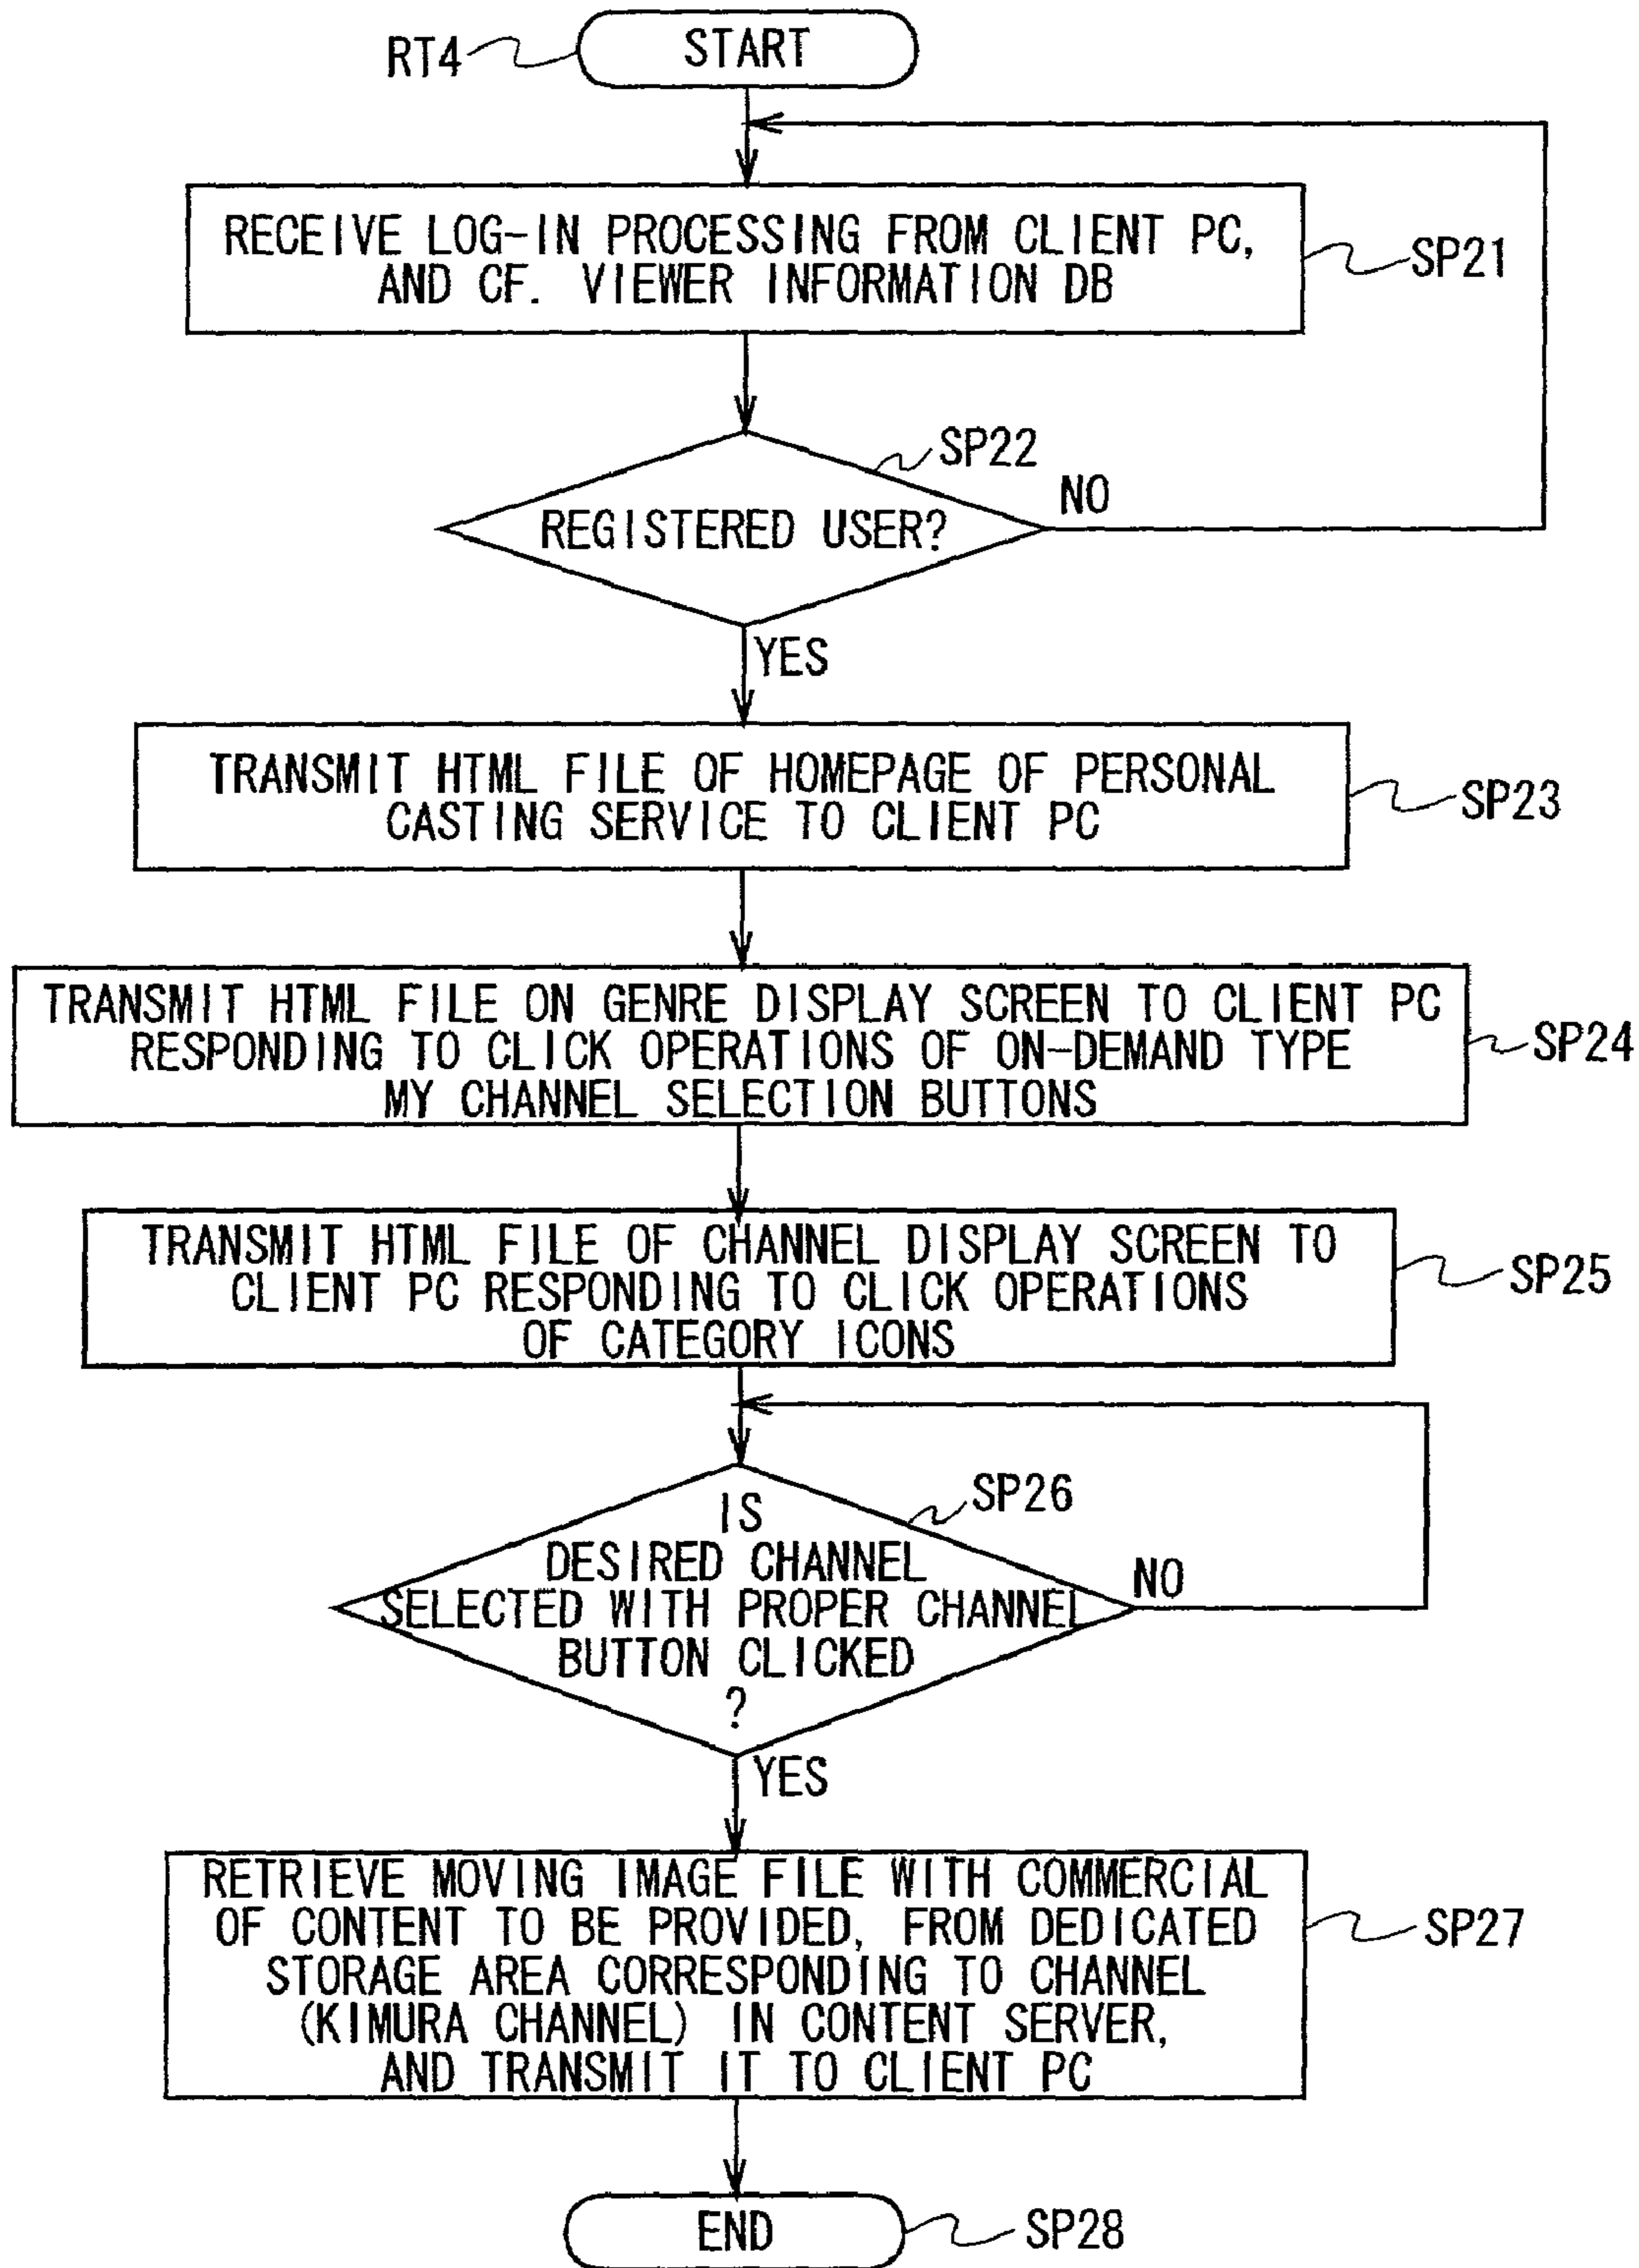 RT4
START
RECEIVE LOG-IN PROCESSING FROM CLIENT PC,
AND CF. VIEWER INFORMATION DB
SP21
SP22
REGISTERED USER?
NO
YES
TRANSMIT HTML FILE OF HOMEPAGE OF PERSONAL
CASTING SERVICE TO CLIENT PC
SP23
TRANSMIT HTML FILE ON GENRE DISPLAY SCREEN TO CLIENT PC
RESPONDING TO CLICK OPERATIONS OF ON-DEMAND TYPE
MY CHANNEL SELECTION BUTTONS
SP24
TRANSMIT HTML FILE OF CHANNEL DISPLAY SCREEN TO
CLIENT PC RESPONDING TO CLICK OPERATIONS
OF CATEGORY ICONS
SP25
SP26
IS
DESIRED CHANNEL
SELECTED WITH PROPER CHANNEL
BUTTON CLICKED
?
NO
YES
RETRIEVE MOVING IMAGE FILE WITH COMMERCIAL
OF CONTENT TO BE PROVIDED, FROM DEDICATED
STORAGE AREA CORRESPONDING TO CHANNEL
(KIMURA CHANNEL) IN CONTENT SERVER,
AND TRANSMIT IT TO CLIENT PC
SP27
END
SP28